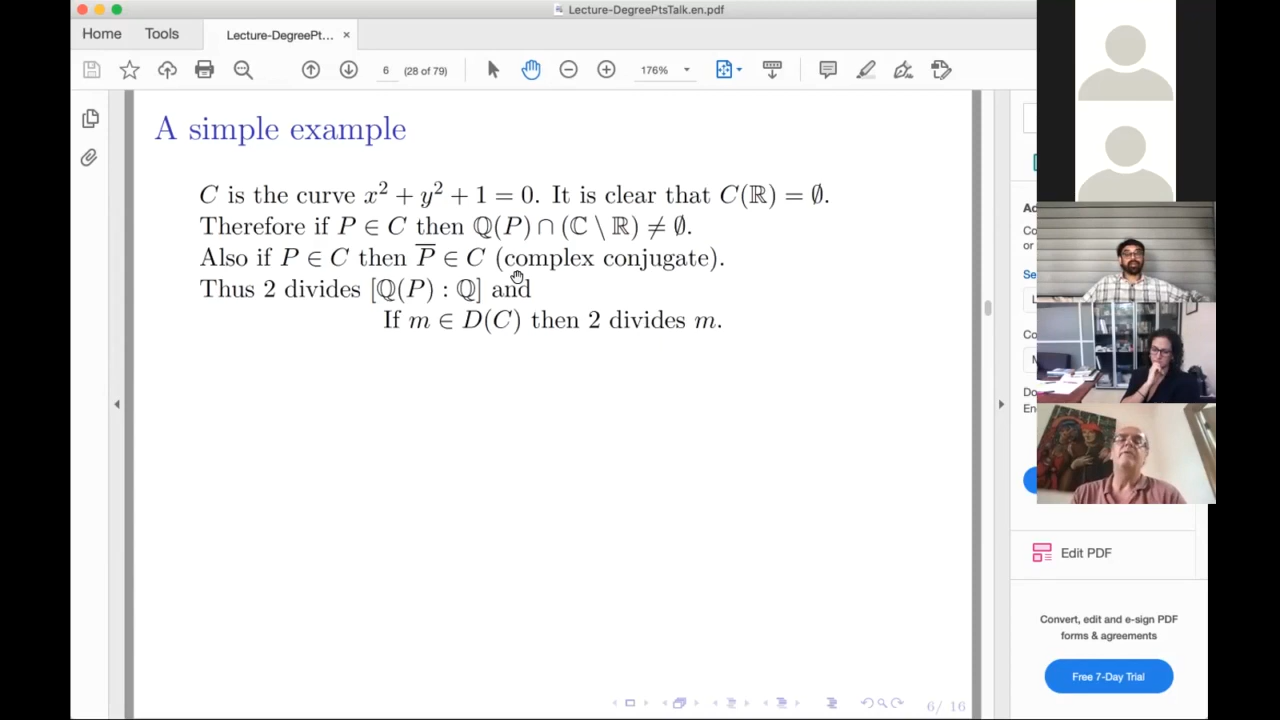 Lecture-DegreePtsTalk.en.pdf
Home
Tools
Lecture-DegreePt... ×
6 (28 of 79)
176%
A simple example
C is the curve x² + y² + 1 = 0. It is clear that C(ℝ) = ∅.
Therefore if P ∈ C then ℚ(P) ∩ (ℂ \ ℝ) ≠ ∅.
Also if P ∈ C then P̅ ∈ C (complex conjugate).
Thus 2 divides [ℚ(P) : ℚ] and
If m ∈ D(C) then 2 divides m.
6/ 16
Edit PDF
Convert, edit and e-sign PDF
forms & agreements
Free 7-Day Trial